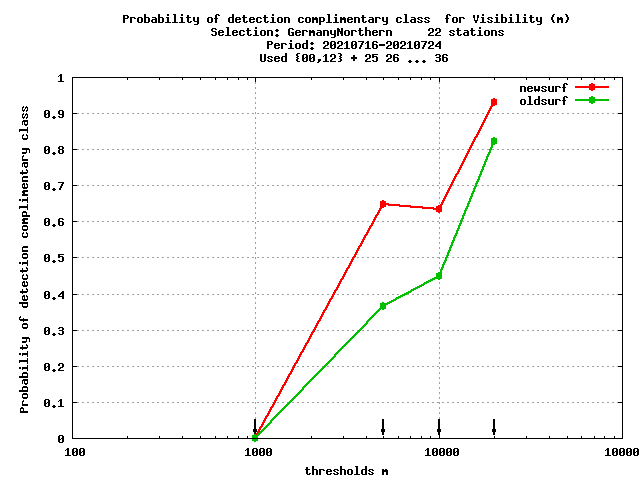 Probability of detection complimentary class  for Visibility (m)
Selection: GermanyNorthern     22 stations
Period: 20210716-20210724
Used {00,12} + 25 26 ... 36
newsurf
oldsurf
Probability of detection complimentary class
1
0.9
0.8
0.7
0.6
0.5
0.4
0.3
0.2
0.1
0
100
1000
10000
10000
thresholds m